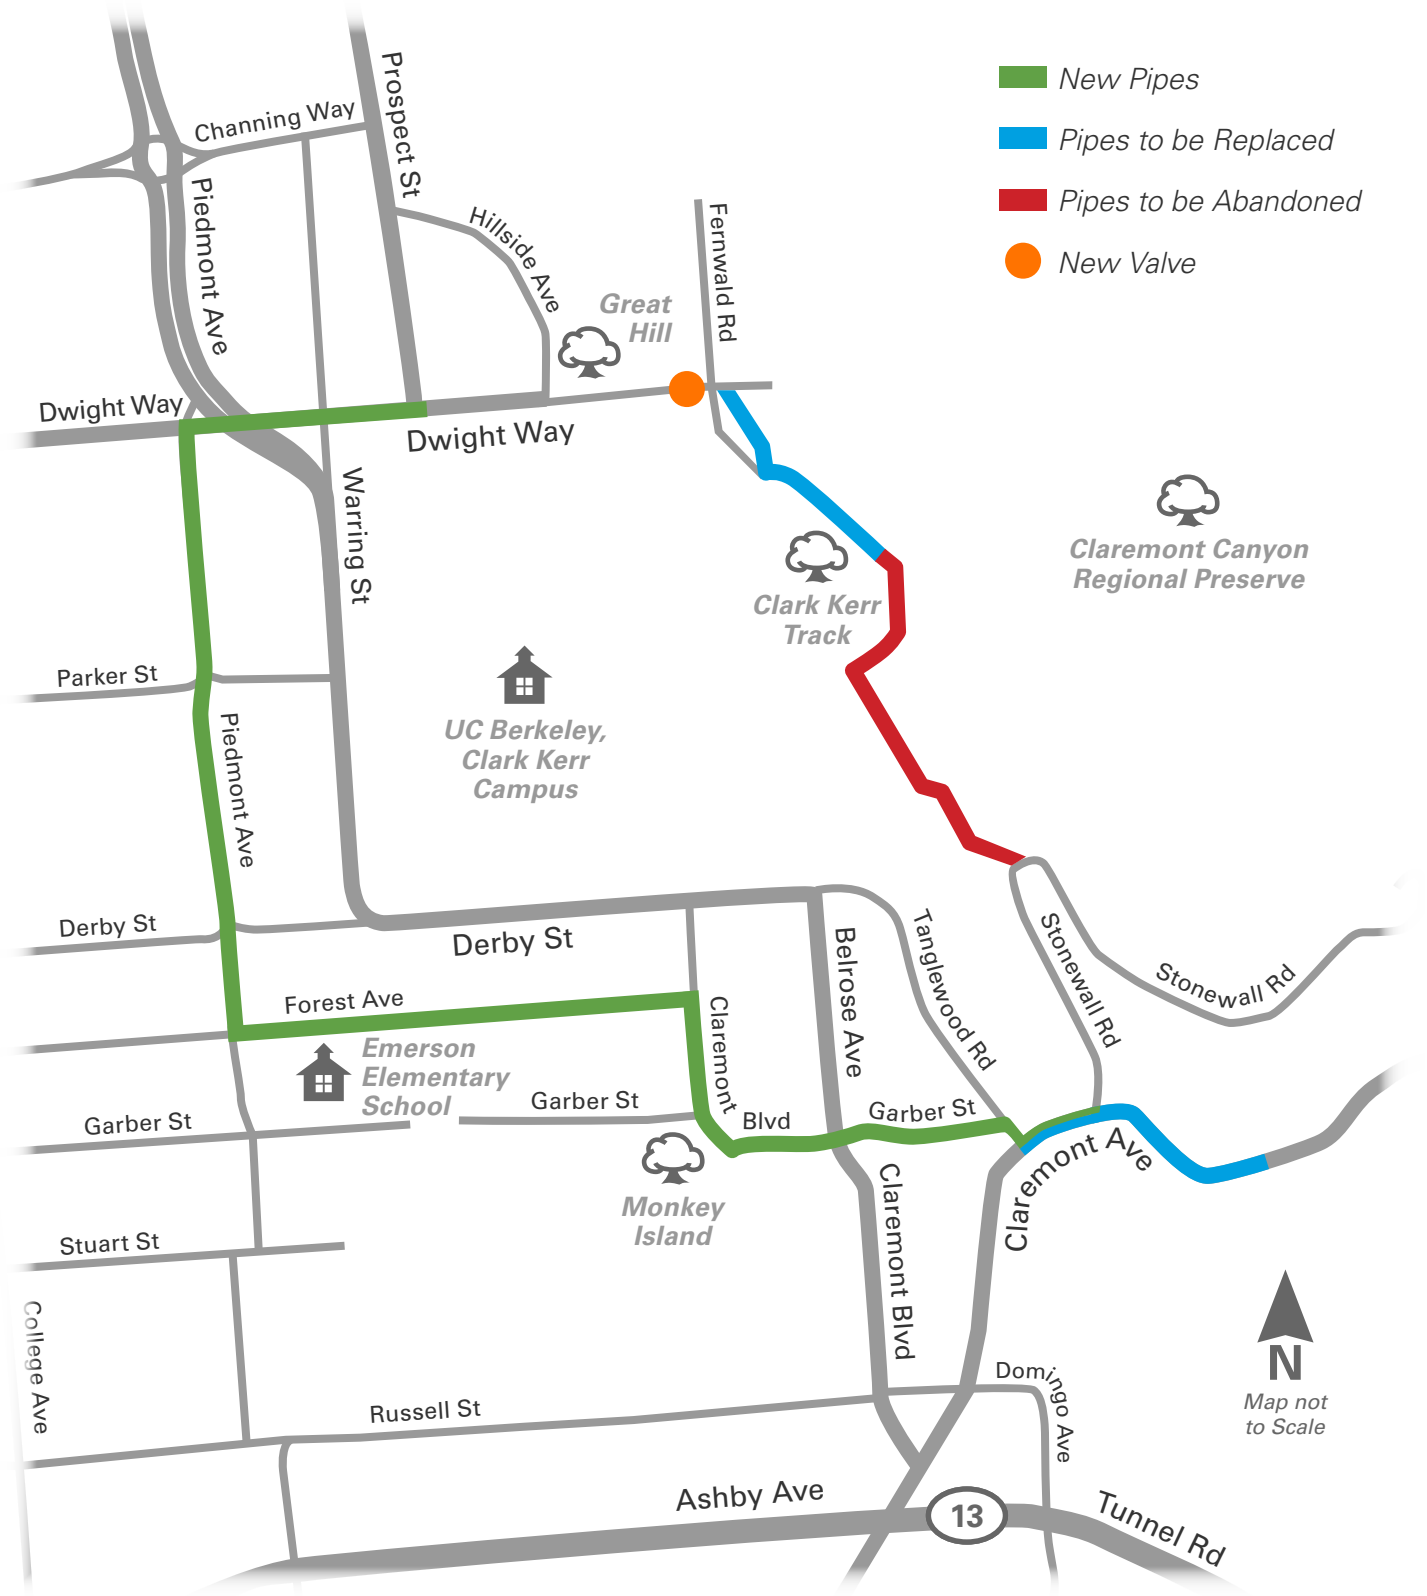 New Pipes
Pipes to be Replaced
Pipes to be Abandoned
New Valve
Prospect St
Channing Way
Piedmont Ave
Hillside Ave
Fernwald Rd
Great
Hill
Dwight Way
Dwight Way
Warring St
Claremont Canyon
Regional Preserve
Clark Kerr
Track
Parker St
UC Berkeley,
Clark Kerr
Campus
Piedmont Ave
Derby St
Derby St
Belrose Ave
Tanglewood Rd
Stonewall Rd
Stonewall Rd
Forest Ave
Claremont
Blvd
Emerson
Elementary
School
Garber St
Garber St
Garber St
Claremont Ave
Monkey
Island
Claremont Blvd
Stuart St
College Ave
N
Map not
to Scale
Domingo Ave
Russell St
Ashby Ave
13
Tunnel Rd